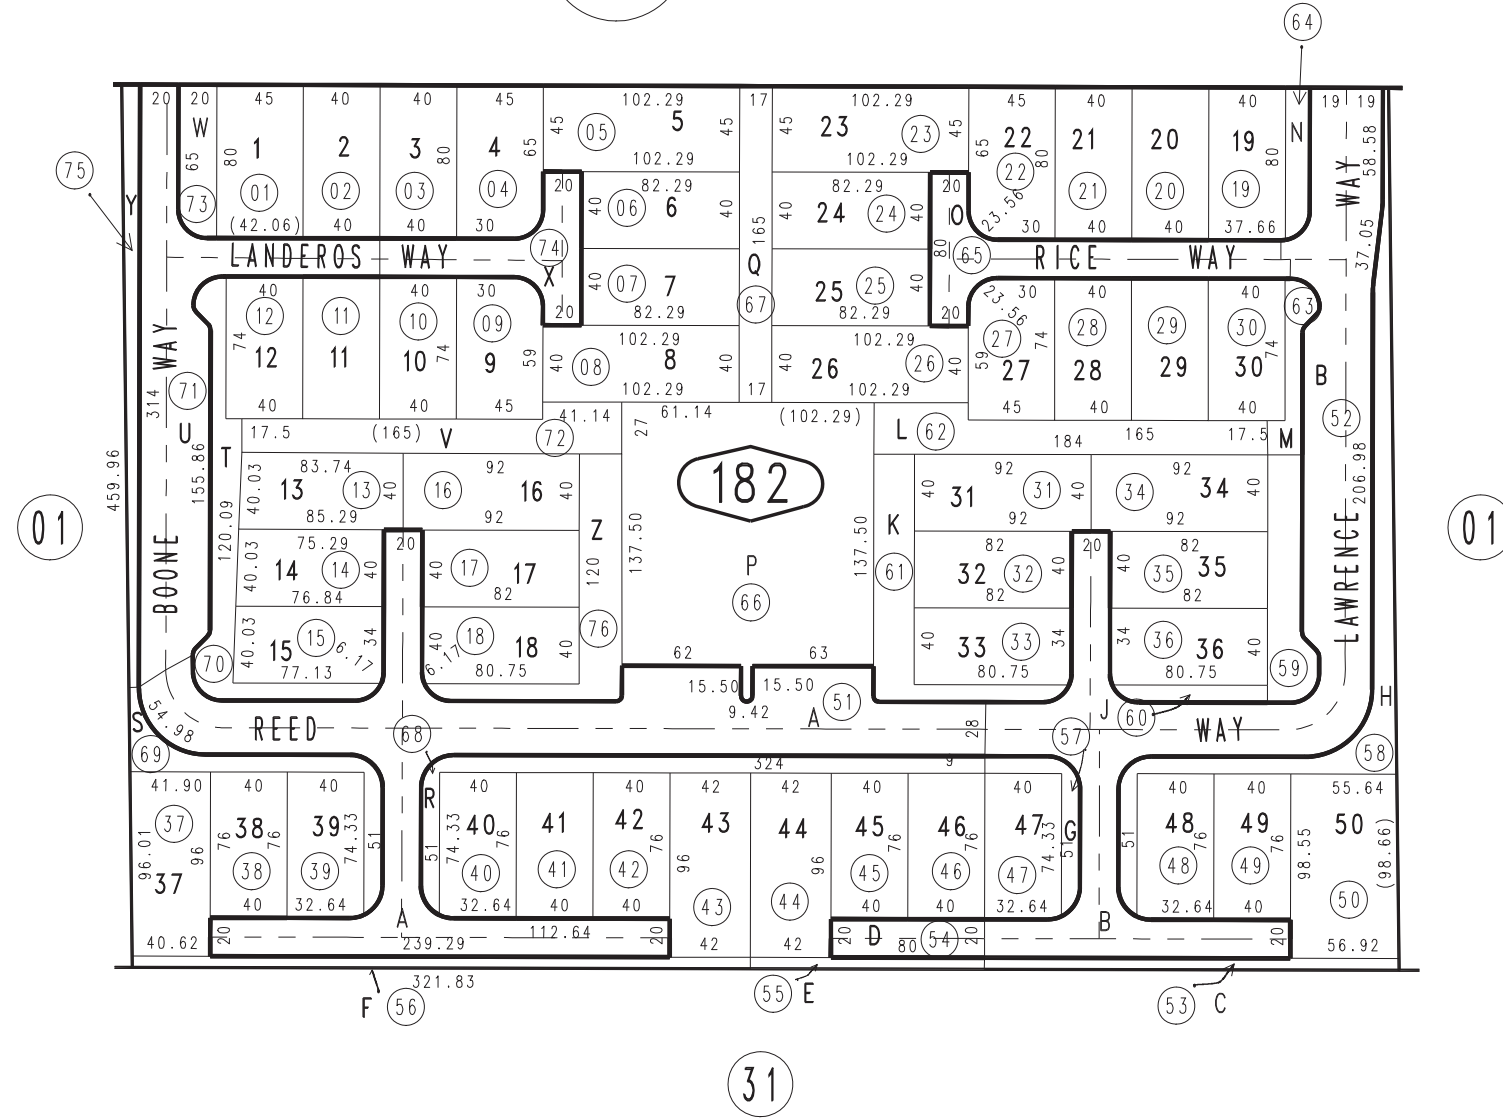 64
20 20 45 40 40 45 102.29 17 102.29 45 40 40 19 19
W 1 2 3 4 05 5 23 23 22 21 20 19 N
65 80 80 65 45 45 45 45 65 80 80 58.58
102.29 102.29
75 73 01 02 03 04 22 21 20 19 WAY
Y 20 82.29 82.29 20
40 06 6 40 40 24 24 40 O 23.56
(42.06) 40 40 30 30 40 40 37.66
165
LANDEROS WAY 74 X Q 80 65 RICE WAY 37.05
40 07 7 40 40 25 25 40
20 82.29 67 82.29 20
40 40 30 23.56 30 40 40 63
12 11 10 09 27 28 29 30
74 12 11 10 74 9 59 59 27 74 28 29 30 74
102.29 102.29
40 08 8 40 40 26 26 40
102.29 17 102.29
WAY 314 71 B 52
40 40 45 45 40 40
41.14 61.14 (102.29)
U T 17.5 (165) V 72 27 L 62 184 165 17.5 M
155.86 206.98
459.96
83.74 92 182 92 92
40.03 13 13 40 16 16 40 40 31 31 40 34 34 40
85.29 92 92 92
01 01
120.09 Z K
BOONE LAWRENCE
75.29 20 82 20 82
40.03 14 14 40 40 17 17 120 137.50 P 137.50 61 32 32 40 40 35 35
76.84 82 66 82 82
40.03 15 15 6.17 34 40 18 18 40 76 40 33 33 34 34 36 36
70 77.13 6.17 80.75 62 63 80.75 80.75 59
15.50 15.50 51
S 54.98 9.42 A J 60 H
REED 68 28 57 WAY
69 324 9 58
41.90 40 40 40 40 40 42 42 40 40 40 40 55.64
R G
37 76 38 76 39 74.33 51 74.33 40 76 41 42 76 43 44 45 76 46 76 47 74.33 51 51 48 76 49 76 50
96.01 96 38 39 40 41 42 96 96 45 46 47 48 49 98.55 (98.66)
37 43 44 50
40 32.64 32.64 40 40 40 40 32.64 32.64 40
A B
40.62 20 239.29 112.64 20 42 42 20 D 80 54 20 20 56.92
321.83
F 56 55 E 53 C
31